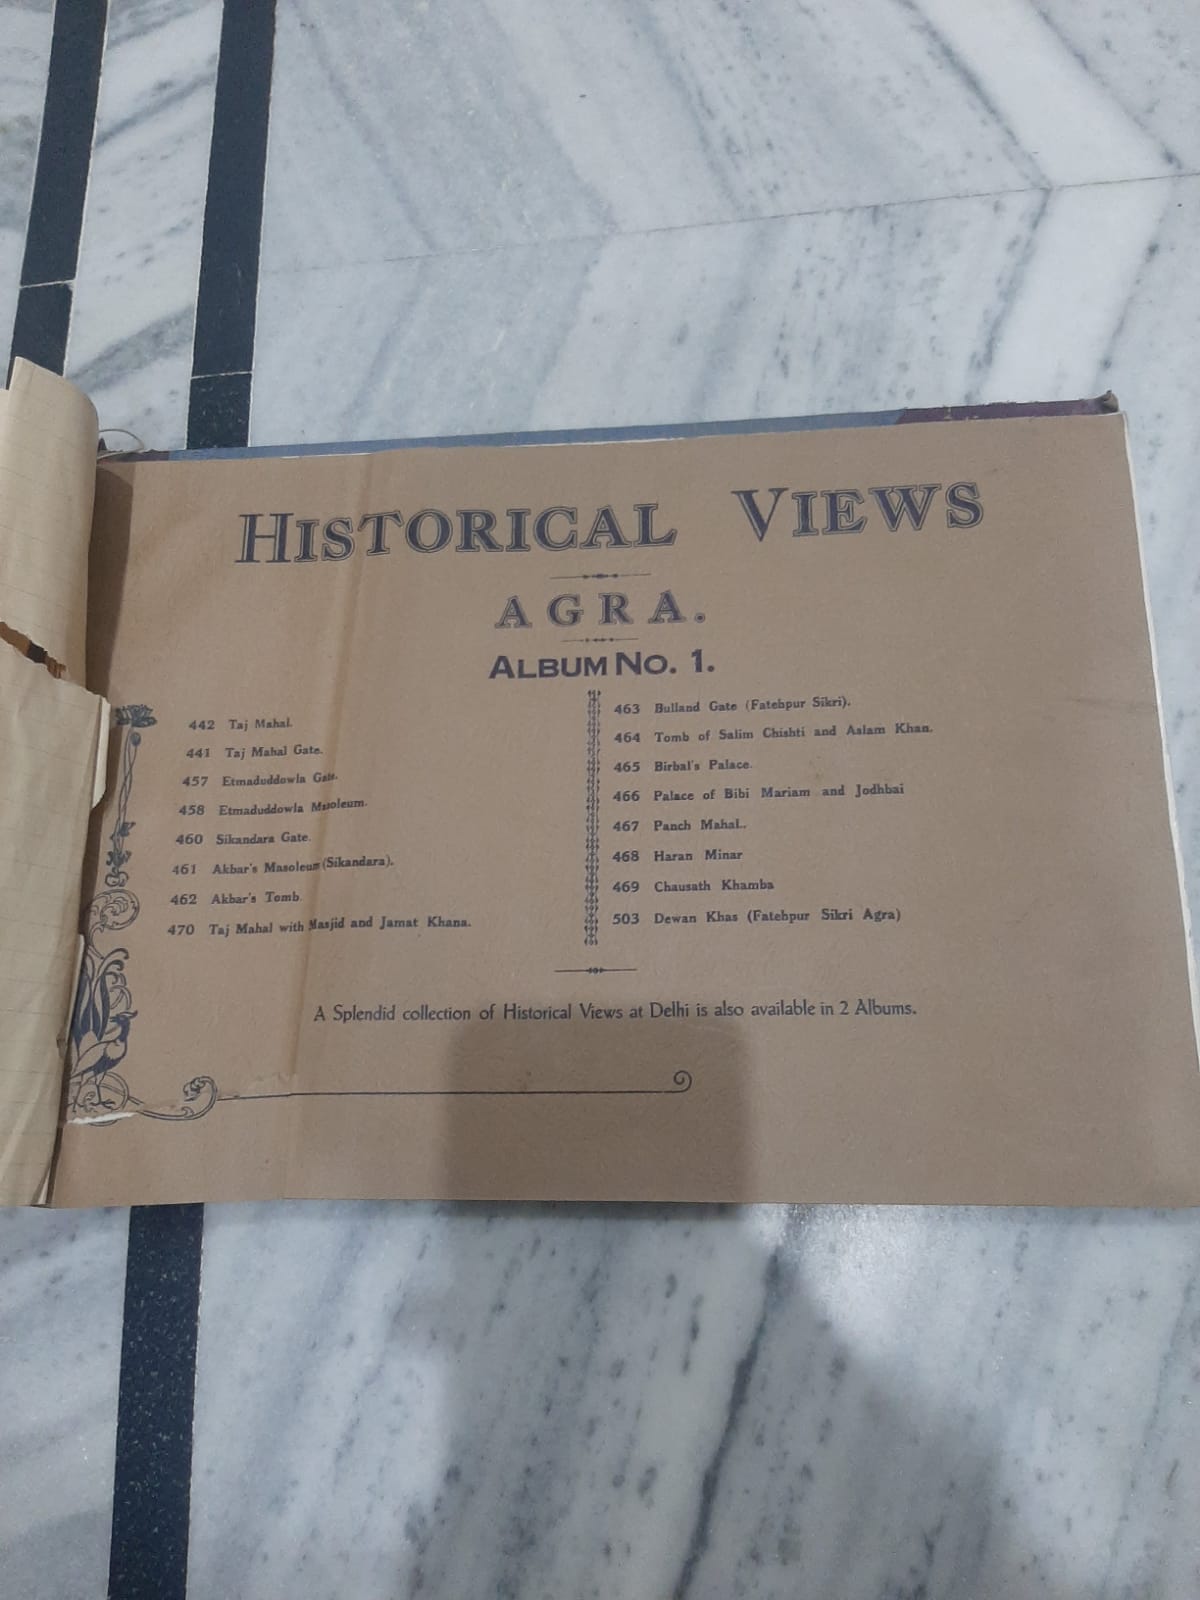 HISTORICAL VIEWS
AGRA.
ALBUM NO. 1.
442 Taj Mahal.
441 Taj Mahal Gate.
457 Etmaduddowla Gate.
458 Etmaduddowla Masoleum.
460 Sikandara Gate.
461 Akbar's Masoleum (Sikandara).
462 Akbar's Tomb.
470 Taj Mahal with Masjid and Jamat Khana.
463 Bulland Gate (Fatehpur Sikri).
464 Tomb of Salim Chishti and Aslam Khan.
465 Birbal's Palace.
466 Palace of Bibi Mariam and Jodhbai
467 Panch Mahal..
468 Haran Minar
469 Chausath Khamba
503 Dewan Khas (Fatehpur Sikri Agra)
A Splendid collection of Historical Views at Delhi is also available in 2 Albums.